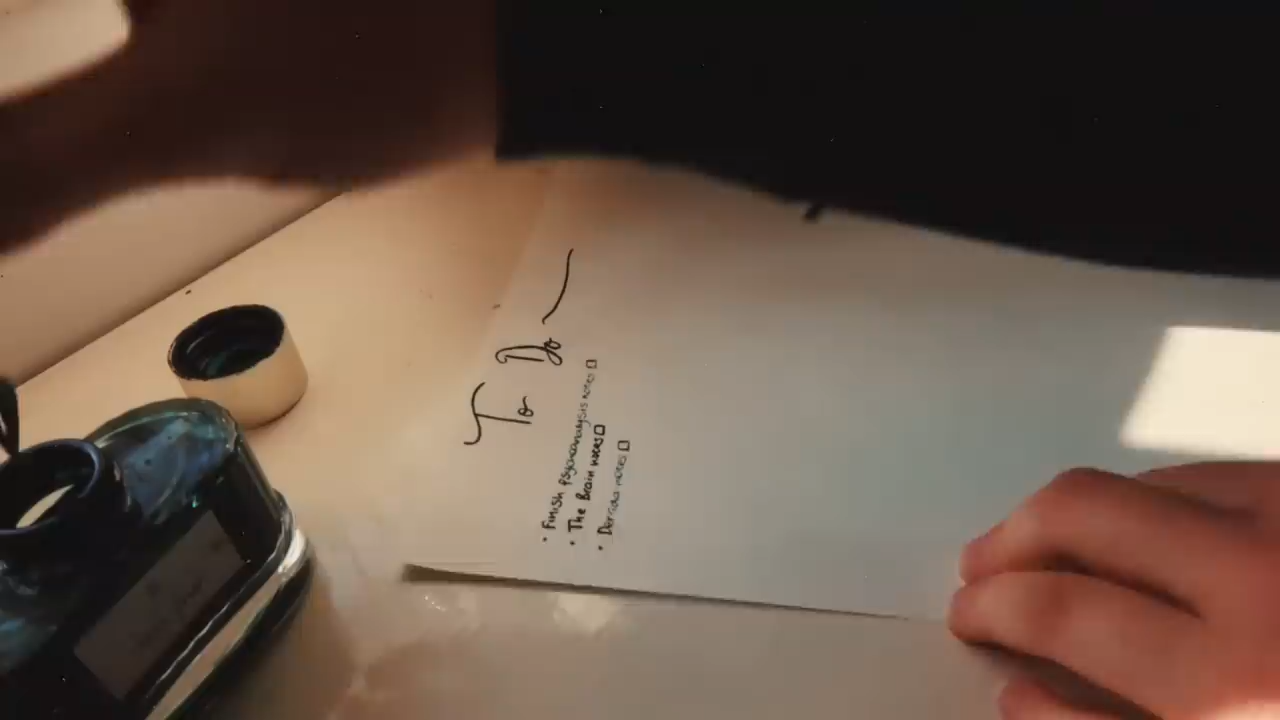 To Do
• Finish Psychoanalysis notes □
• The Brain notes □
• Derrida notes □